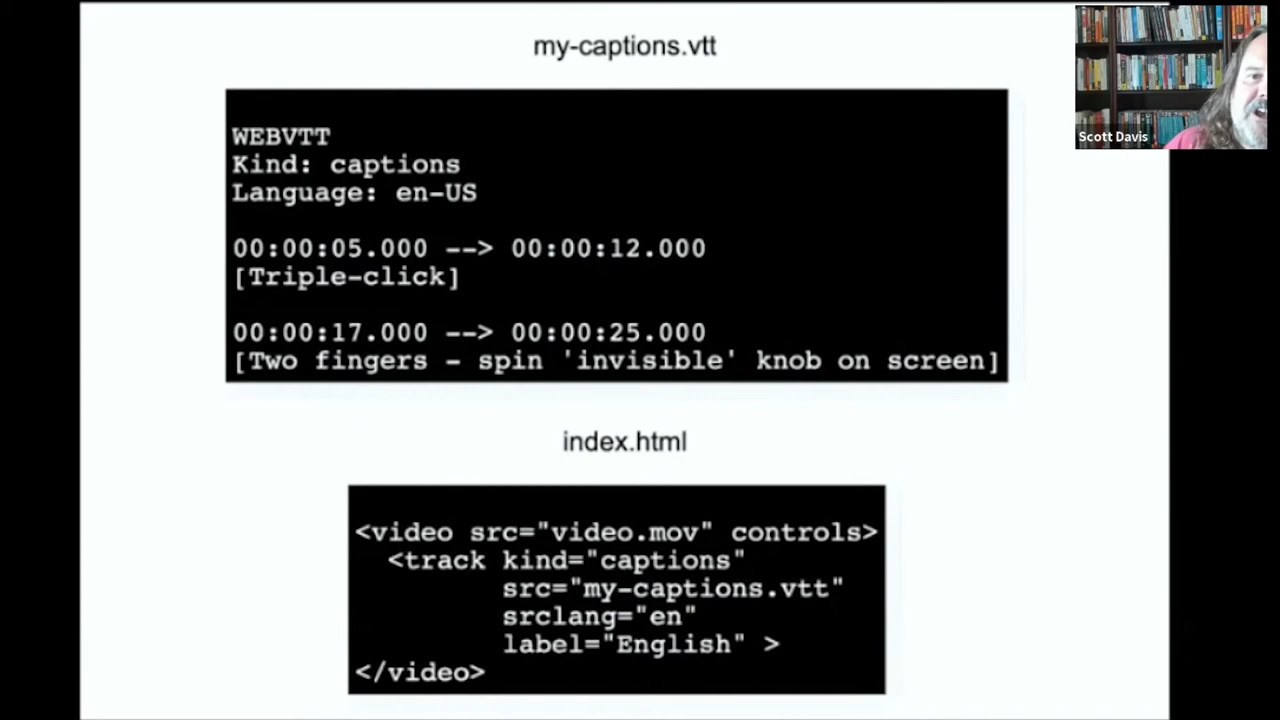 my-captions.vtt
WEBVTT
Kind: captions
Language: en-US
00:00:05.000 --> 00:00:12.000
[Triple-click]
00:00:17.000 --> 00:00:25.000
[Two fingers - spin 'invisible' knob on screen]
index.html
<video src="video.mov" controls>
<track kind="captions"
src="my-captions.vtt"
srclang="en"
label="English" >
</video>
Scott Davis